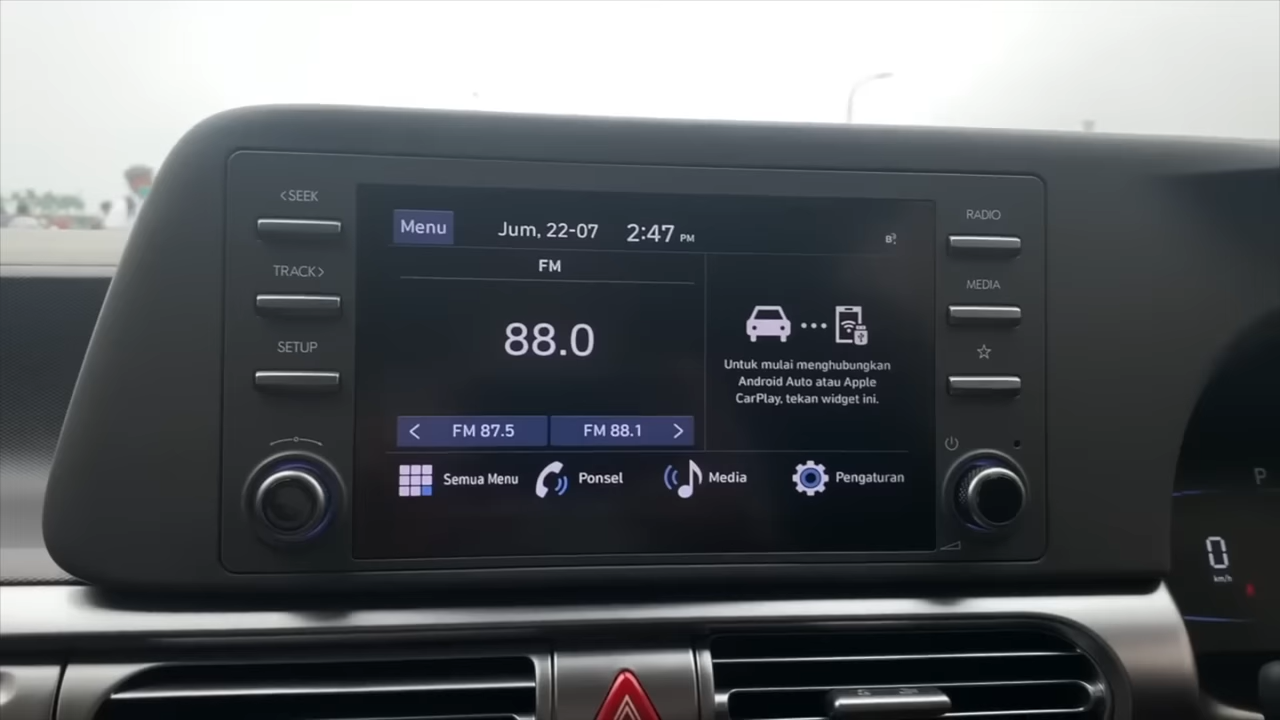 <SEEK
TRACK>
SETUP
Menu
Jum, 22-07
2:47 PM
FM
88.0
< FM 87.5
FM 88.1 >
Untuk mulai menghubungkan
Android Auto atau Apple
CarPlay, tekan widget ini.
Semua Menu
Ponsel
Media
Pengaturan
RADIO
MEDIA
P
0
km/h